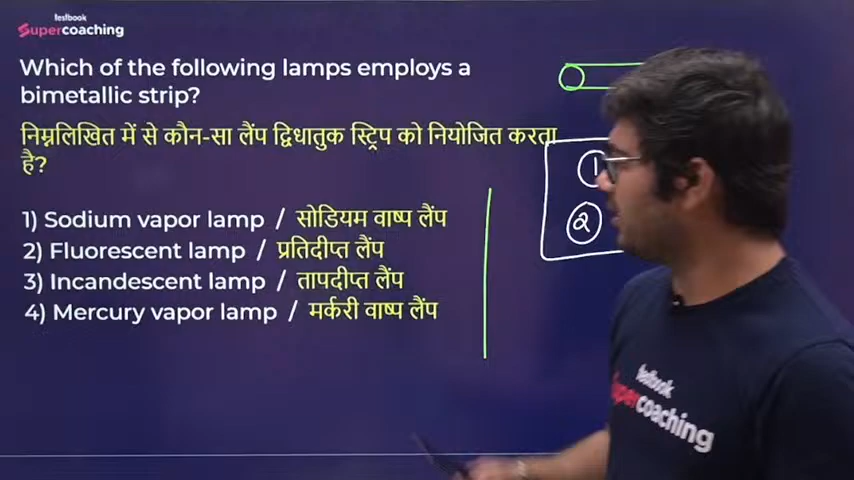 testbook
Supercoaching
Which of the following lamps employs a
bimetallic strip?
निम्नलिखित में से कौन-सा लैंप द्विधातुक स्ट्रिप को नियोजित करता
है?
1) Sodium vapor lamp / सोडियम वाष्प लैंप
2) Fluorescent lamp / प्रतिदीप्त लैंप
3) Incandescent lamp / तापदीप्त लैंप
4) Mercury vapor lamp / मर्करी वाष्प लैंप
1
2
testbook
Supercoaching